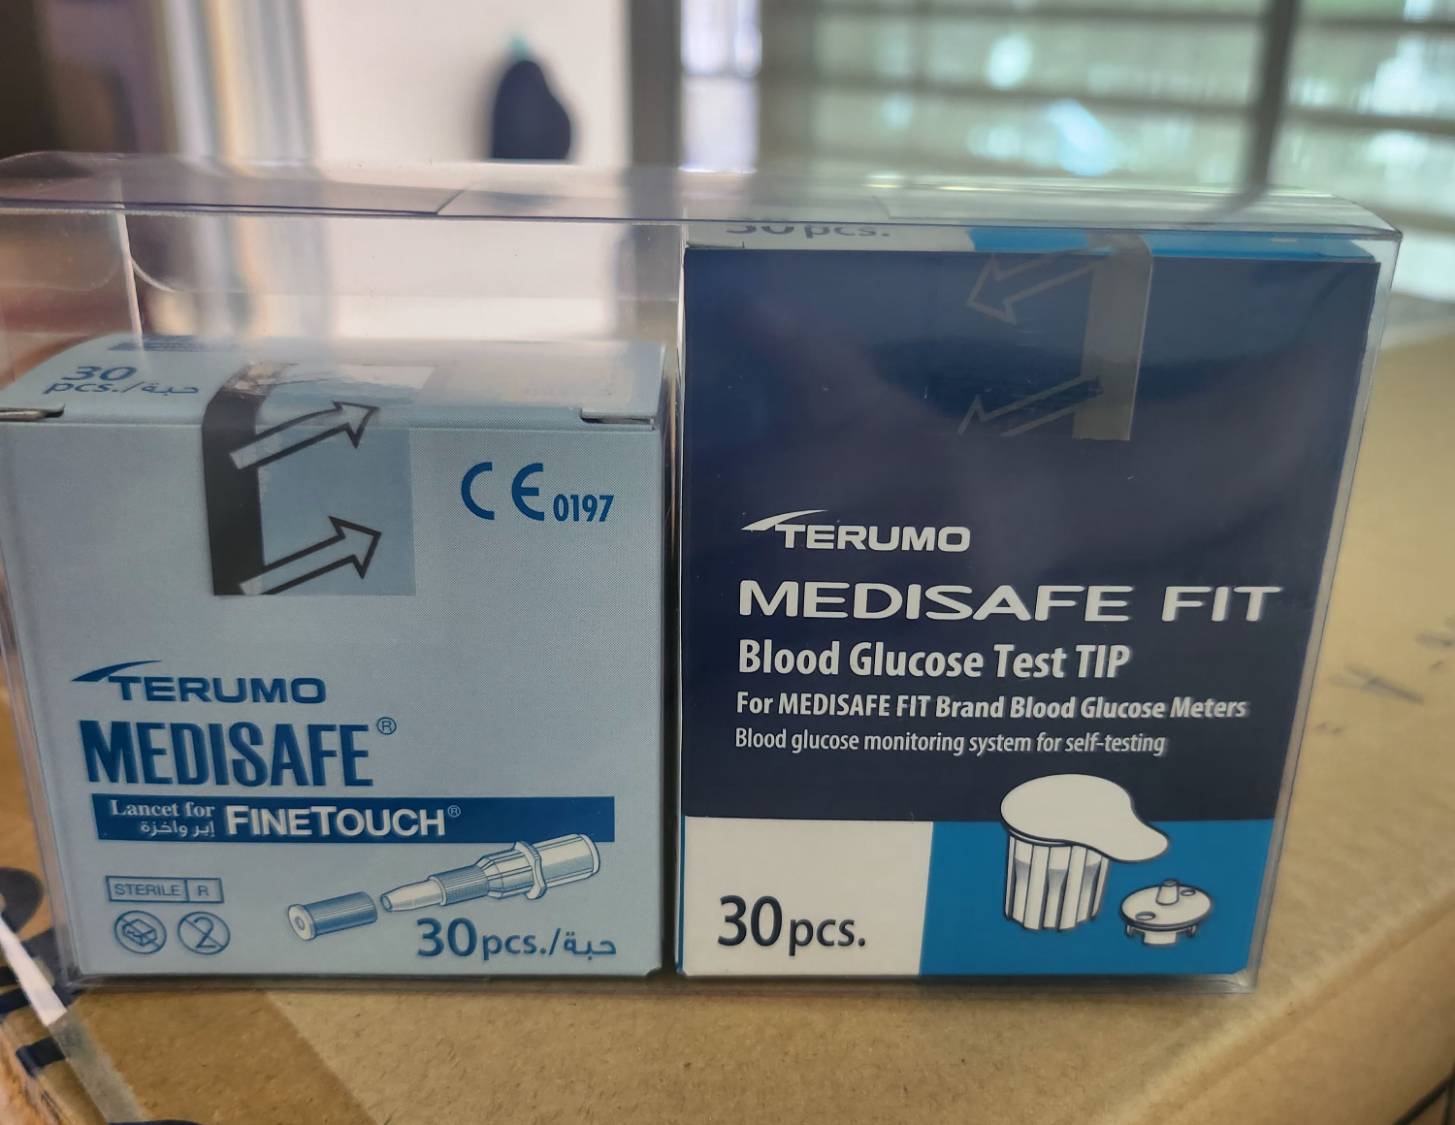 30
pcs./حبة
CE 0197
TERUMO
MEDISAFE®
Lancet for
إبر واخزة
FINETOUCH®
STERILE R
2
30pcs./حبة
30 pcs.
TERUMO
MEDISAFE FIT
Blood Glucose Test TIP
For MEDISAFE FIT Brand Blood Glucose Meters
Blood glucose monitoring system for self-testing
30pcs.